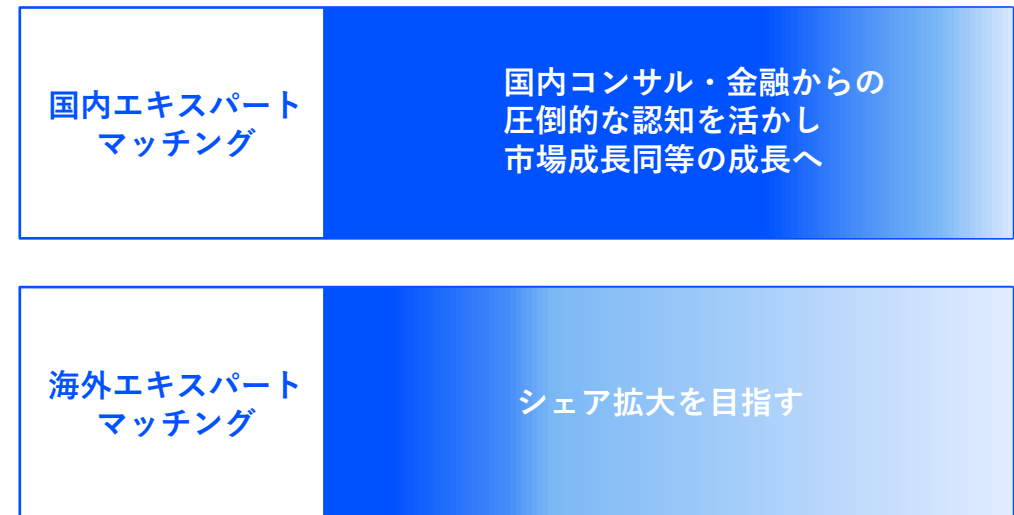 国内エキスパート
マッチング
国内コンサル・金融からの
圧倒的な認知を活かし
市場成長同等の成長へ
海外エキスパート
マッチング
シェア拡大を目指す